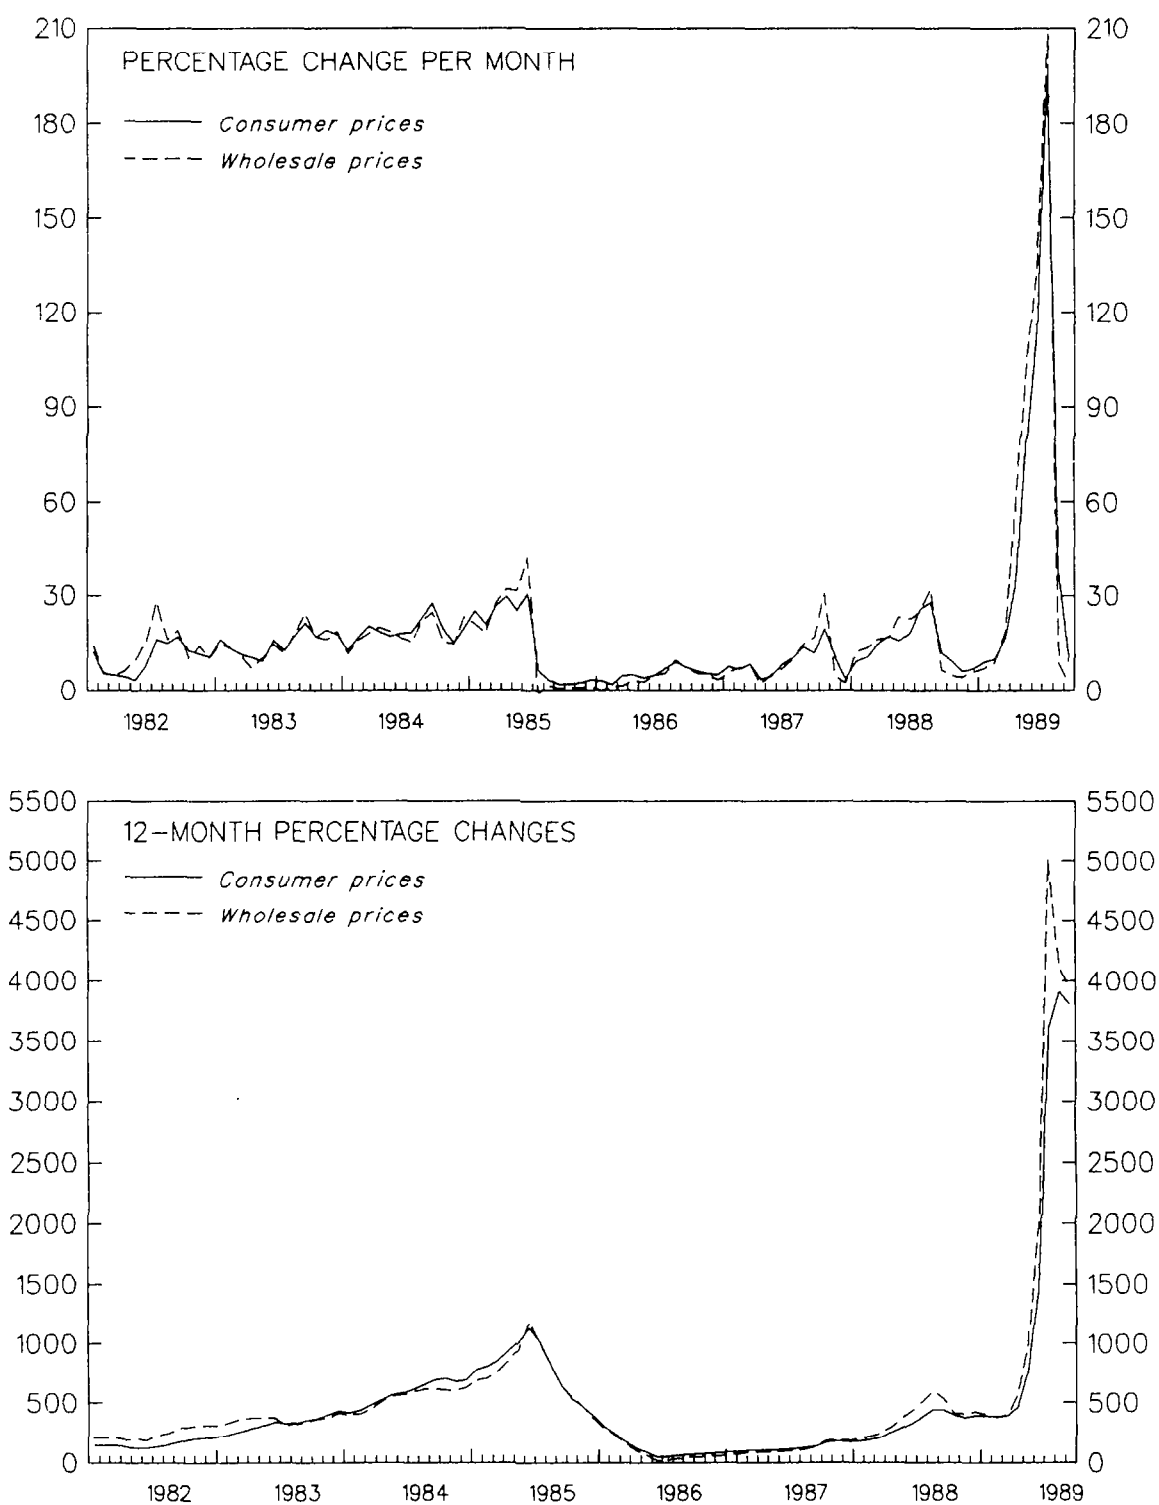 210 210
PERCENTAGE CHANGE PER MONTH
Consumer prices
180 180
Wholesale prices
150 150
120 120
90 90
60 60
30 30
0 0
1982 1983 1984 1985 1986 1987 1988 1989
5500 5500
12-MONTH PERCENTAGE CHANGES
5000 5000
Consumer prices
Wholesale prices
4500 4500
4000 4000
3500 3500
3000 3000
2500 2500
2000 2000
1500 1500
1000 1000
500 500
0 0
1982 1983 1984 1985 1986 1987 1988 1989